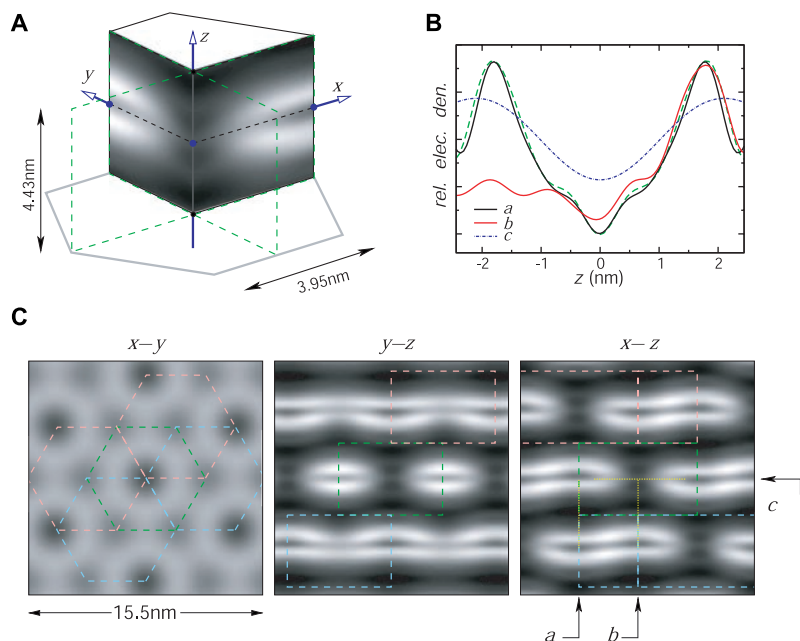 A
z
y
x
4.43nm
3.95nm
B
rel. elec. den.
a
b
c
-2
-1
0
1
2
z (nm)
C
x–y
y–z
x–z
c
15.5nm
a
b